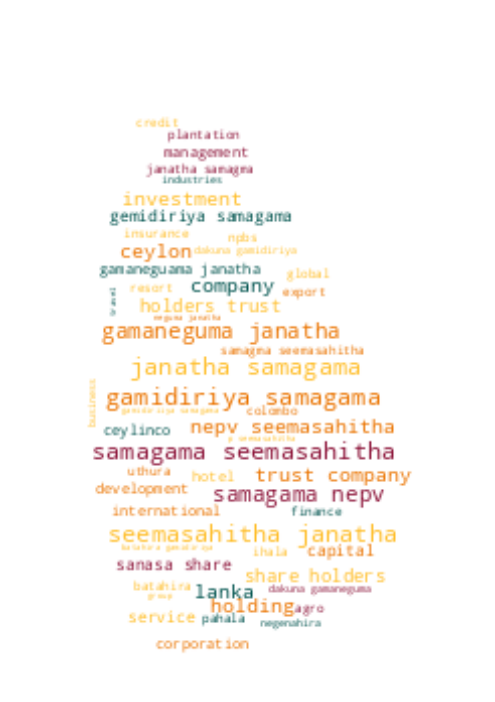 credit
plantation
management
janatha samagma
industries
investment
gemidiriya samagama
insurance npbs
ceylon dakuna gamidiriya
gamaneguama janatha global
resort company export
travel
holders trust
neguma janatha
gamaneguma janatha
samagma seemasahitha
janatha samagama
business
gamidiriya samagama
gamidiriya samagama colombo
ceylinco nepv seemasahitha
p seemasahitha
samagama seemasahitha
uthura hotel trust company
development samagama nepv
international finance
seemasahitha janatha
batahira gamidiriya ihala capital
sanasa share
share holders
batahira lanka dakuna gamaneguma
group
holding agro
service pahala negenahira
corporation